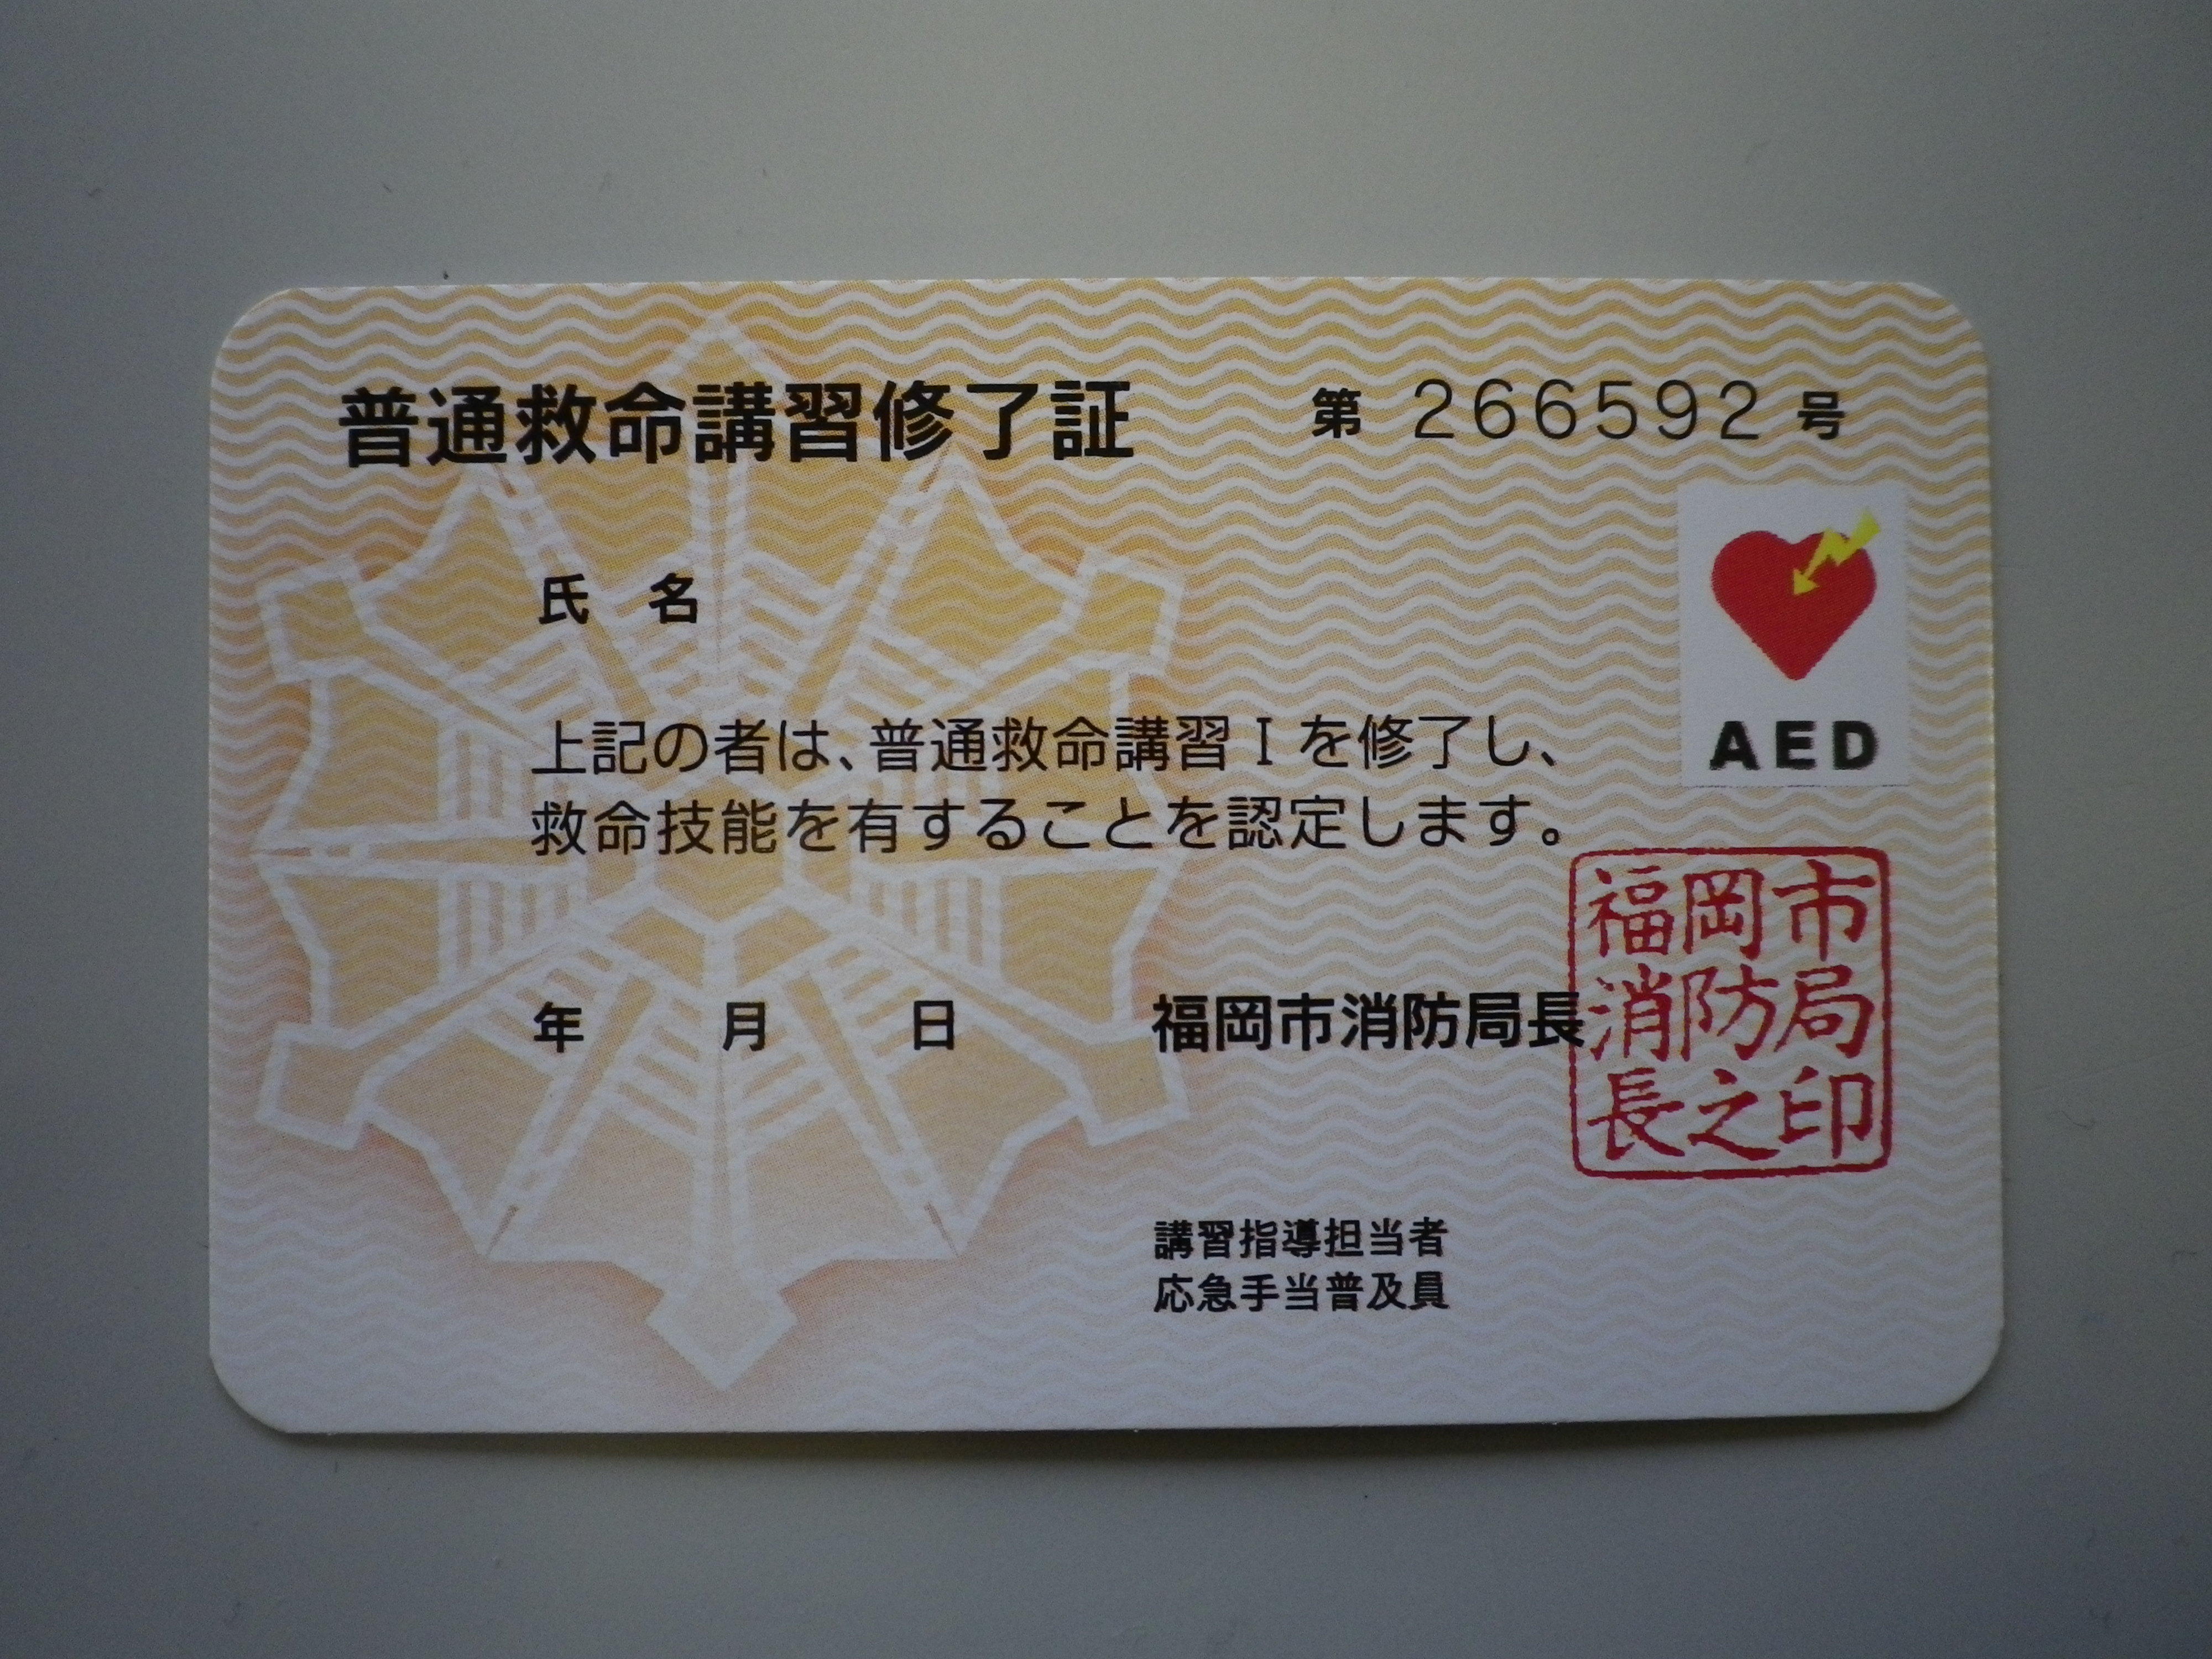 普通救命講習修了証
第 266592 号
氏 名
上記の者は、普通救命講習Ⅰを修了し、
救命技能を有することを認定します。
AED
年 月 日
福岡市消防局長
福岡市
消防局
長之印
講習指導担当者
応急手当普及員